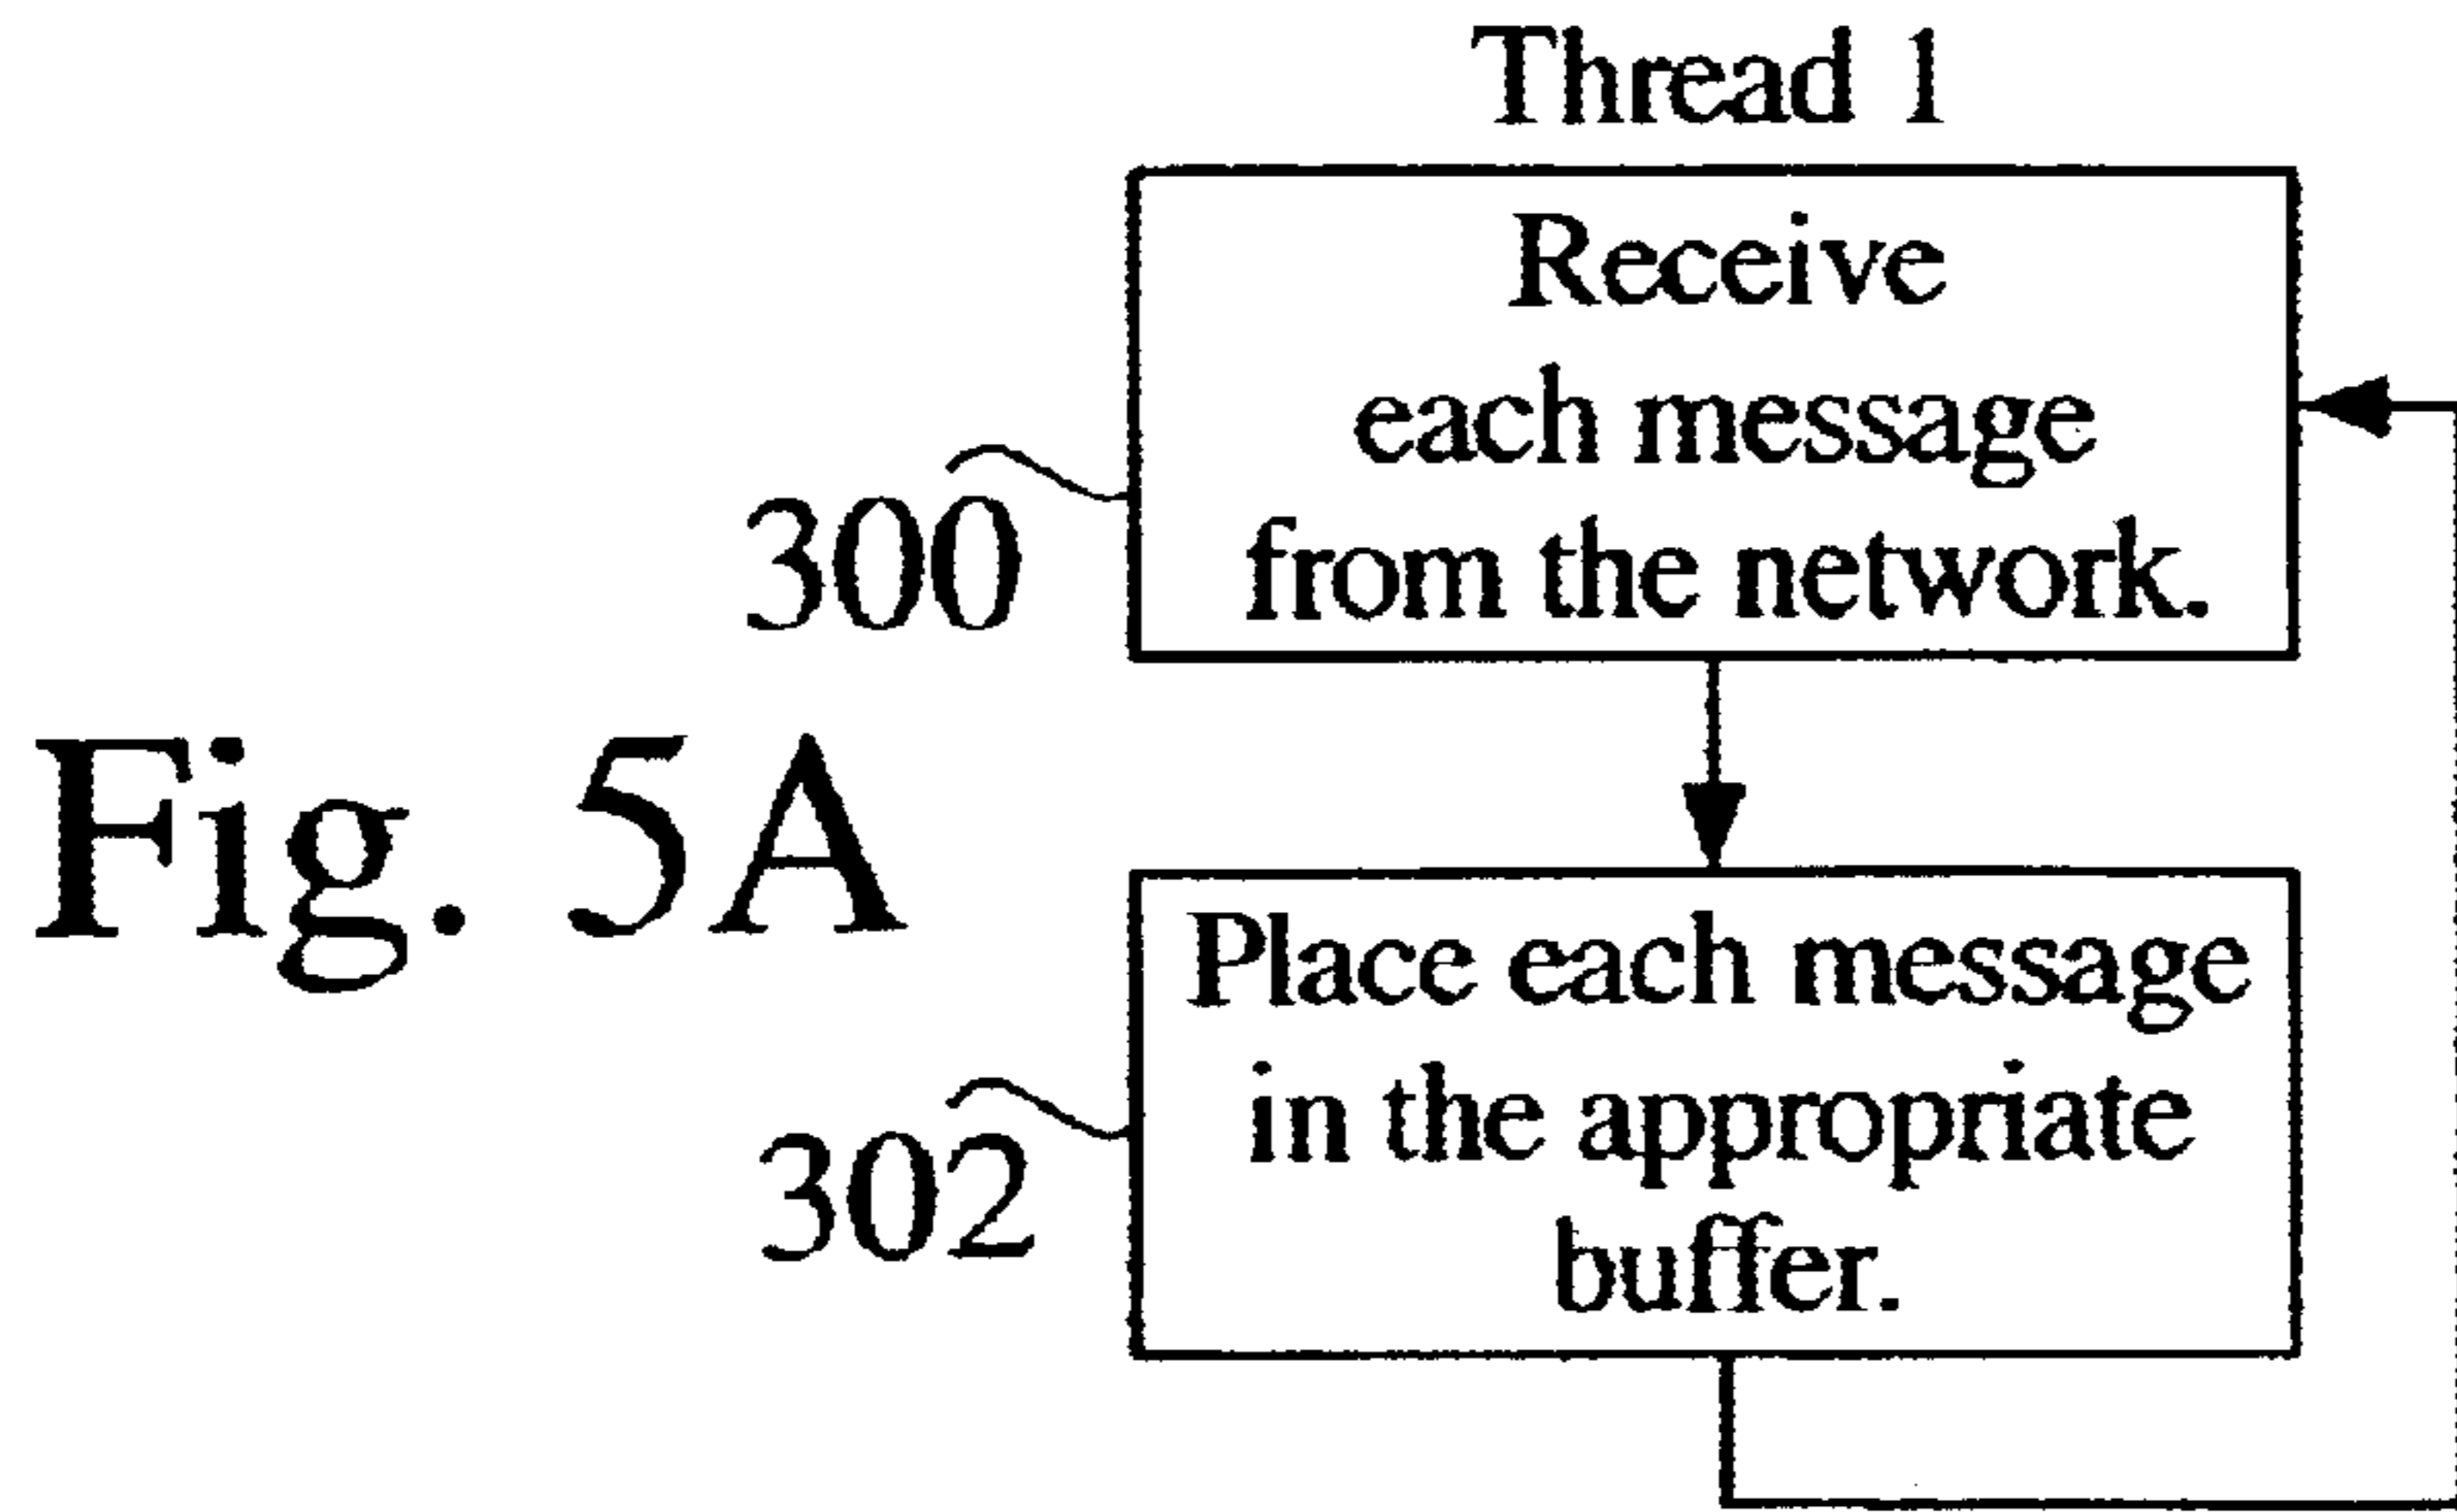 Thread 1
Receive
each message
from the network.
300
Fig. 5A
Place each message
in the appropriate
buffer.
302